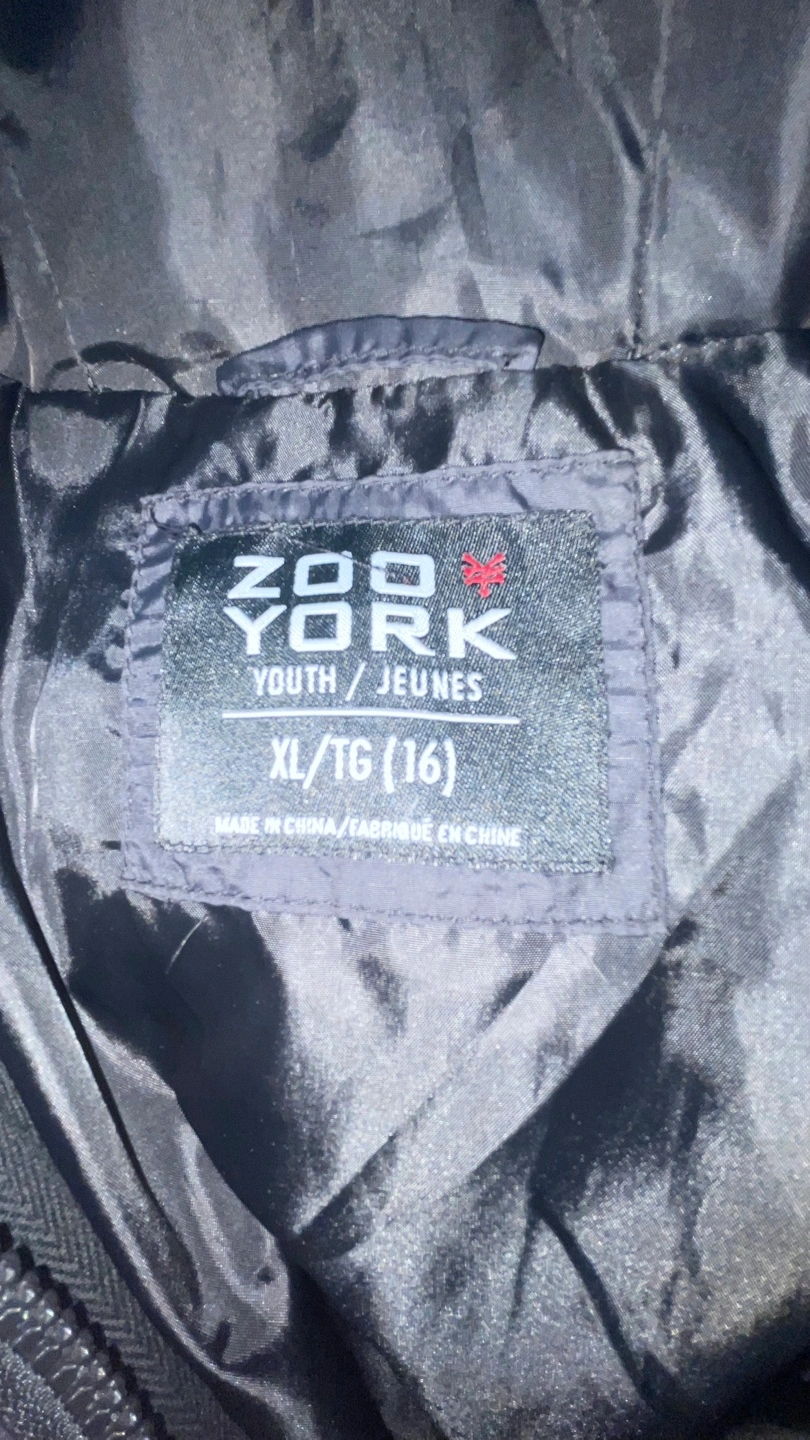 ZOO
YORK
YOUTH / JEUNES
XL/TG (16)
MADE IN CHINA/FABRIQUÉ EN CHINE